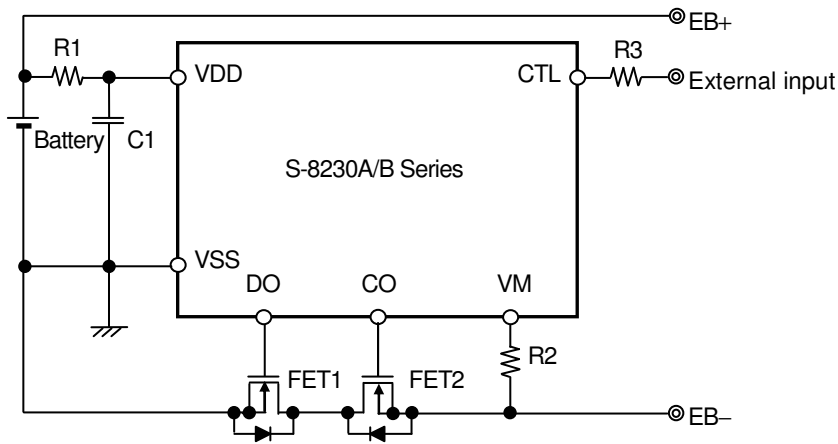 EB+
R1
VDD
CTL
R3
External input
Battery
C1
S-8230A/B Series
VSS
DO
CO
VM
R2
FET1
FET2
EB−